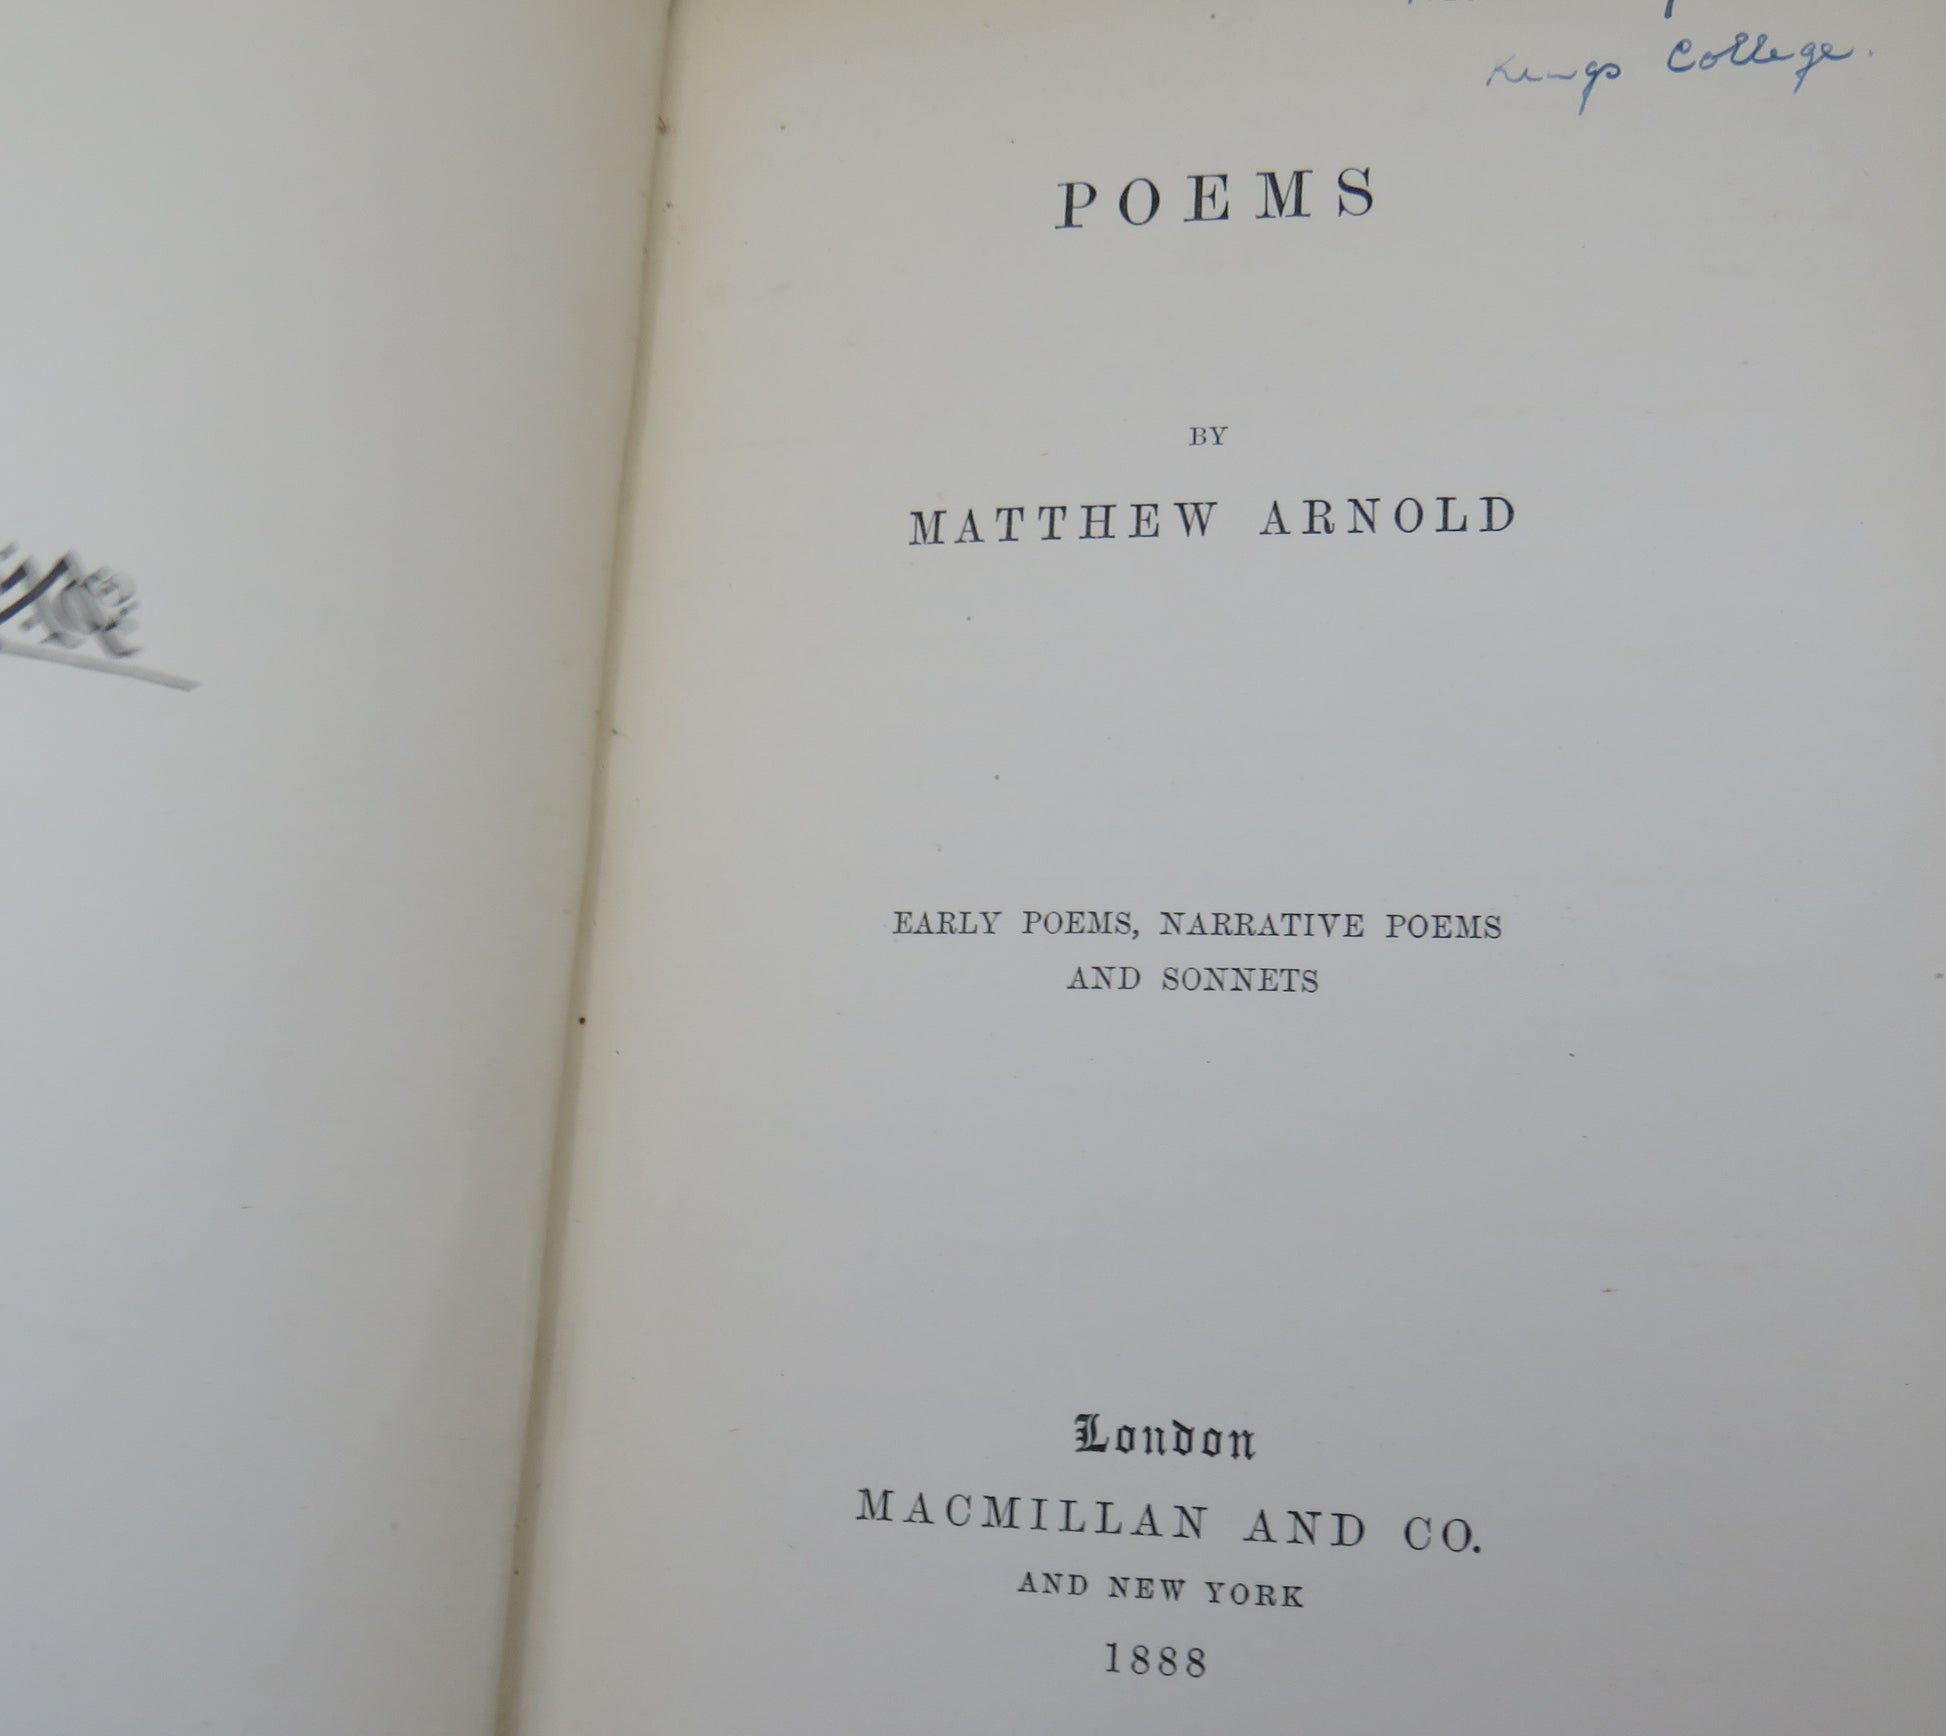 Kings College.
POEMS
BY
MATTHEW ARNOLD
EARLY POEMS, NARRATIVE POEMS
AND SONNETS
London
MACMILLAN AND CO.
AND NEW YORK
1888